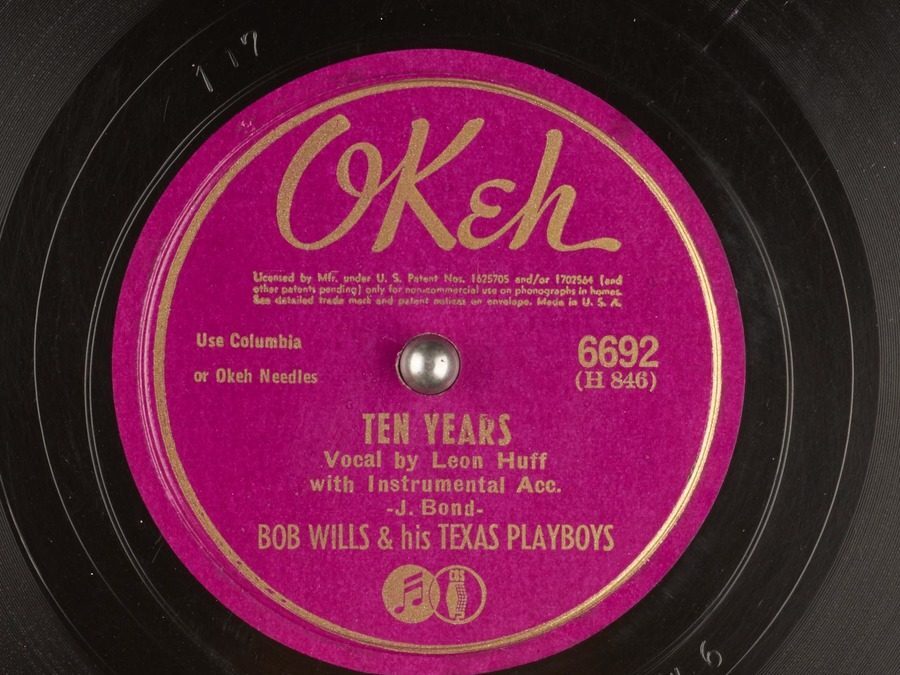 117
OKeh
Licensed by Mfr. under U. S. Patent Nos. 1625705 and/or 1702564 (and
other patents pending) only for non-commercial use on phonographs in homes.
See detailed trade mark and patent notices on envelope. Made in U. S. A.
Use Columbia
or Okeh Needles
6692
(H 846)
TEN YEARS
Vocal by Leon Huff
with Instrumental Acc.
-J. Bond-
BOB WILLS & his TEXAS PLAYBOYS
CBS
6